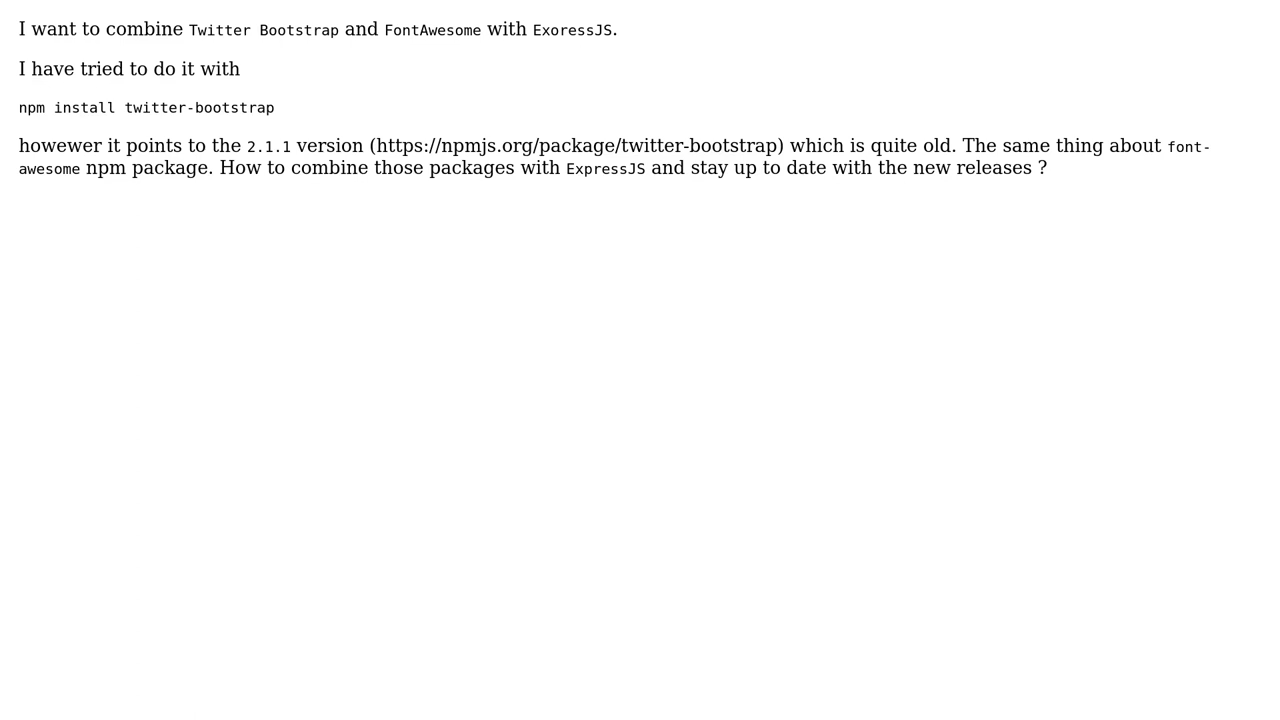 I want to combine Twitter Bootstrap and FontAwesome with ExoressJS.
I have tried to do it with
npm install twitter-bootstrap
howewer it points to the 2.1.1 version (https://npmjs.org/package/twitter-bootstrap) which is quite old. The same thing about font-
awesome npm package. How to combine those packages with ExpressJS and stay up to date with the new releases ?